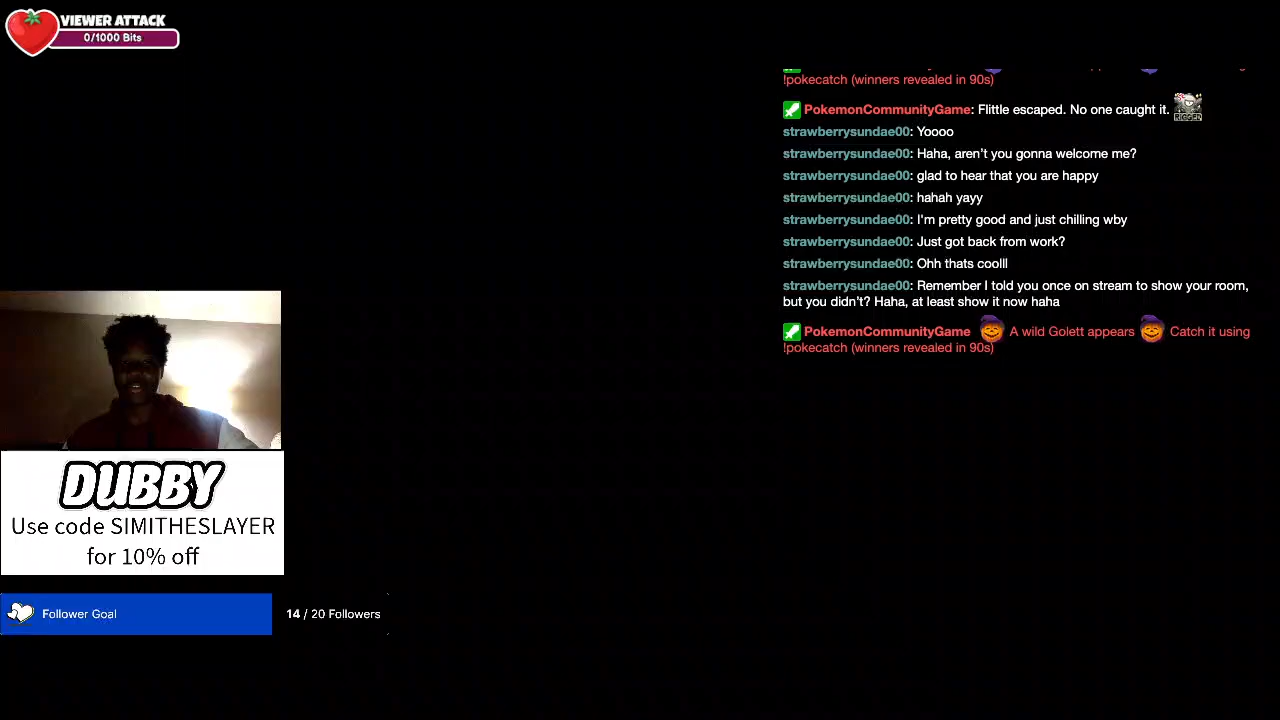 VIEWER ATTACK
0/1000 Bits
!pokecatch (winners revealed in 90s)
PokemonCommunityGame: Flittle escaped. No one caught it.
strawberrysundae00: Yoooo
strawberrysundae00: Haha, aren't you gonna welcome me?
strawberrysundae00: glad to hear that you are happy
strawberrysundae00: hahah yayy
strawberrysundae00: I'm pretty good and just chilling wby
strawberrysundae00: Just got back from work?
strawberrysundae00: Ohh thats coolll
strawberrysundae00: Remember I told you once on stream to show your room,
but you didn't? Haha, at least show it now haha
PokemonCommunityGame A wild Golett appears Catch it using
!pokecatch (winners revealed in 90s)
DUBBY
Use code SIMITHESLAYER
for 10% off
Follower Goal 14 / 20 Followers